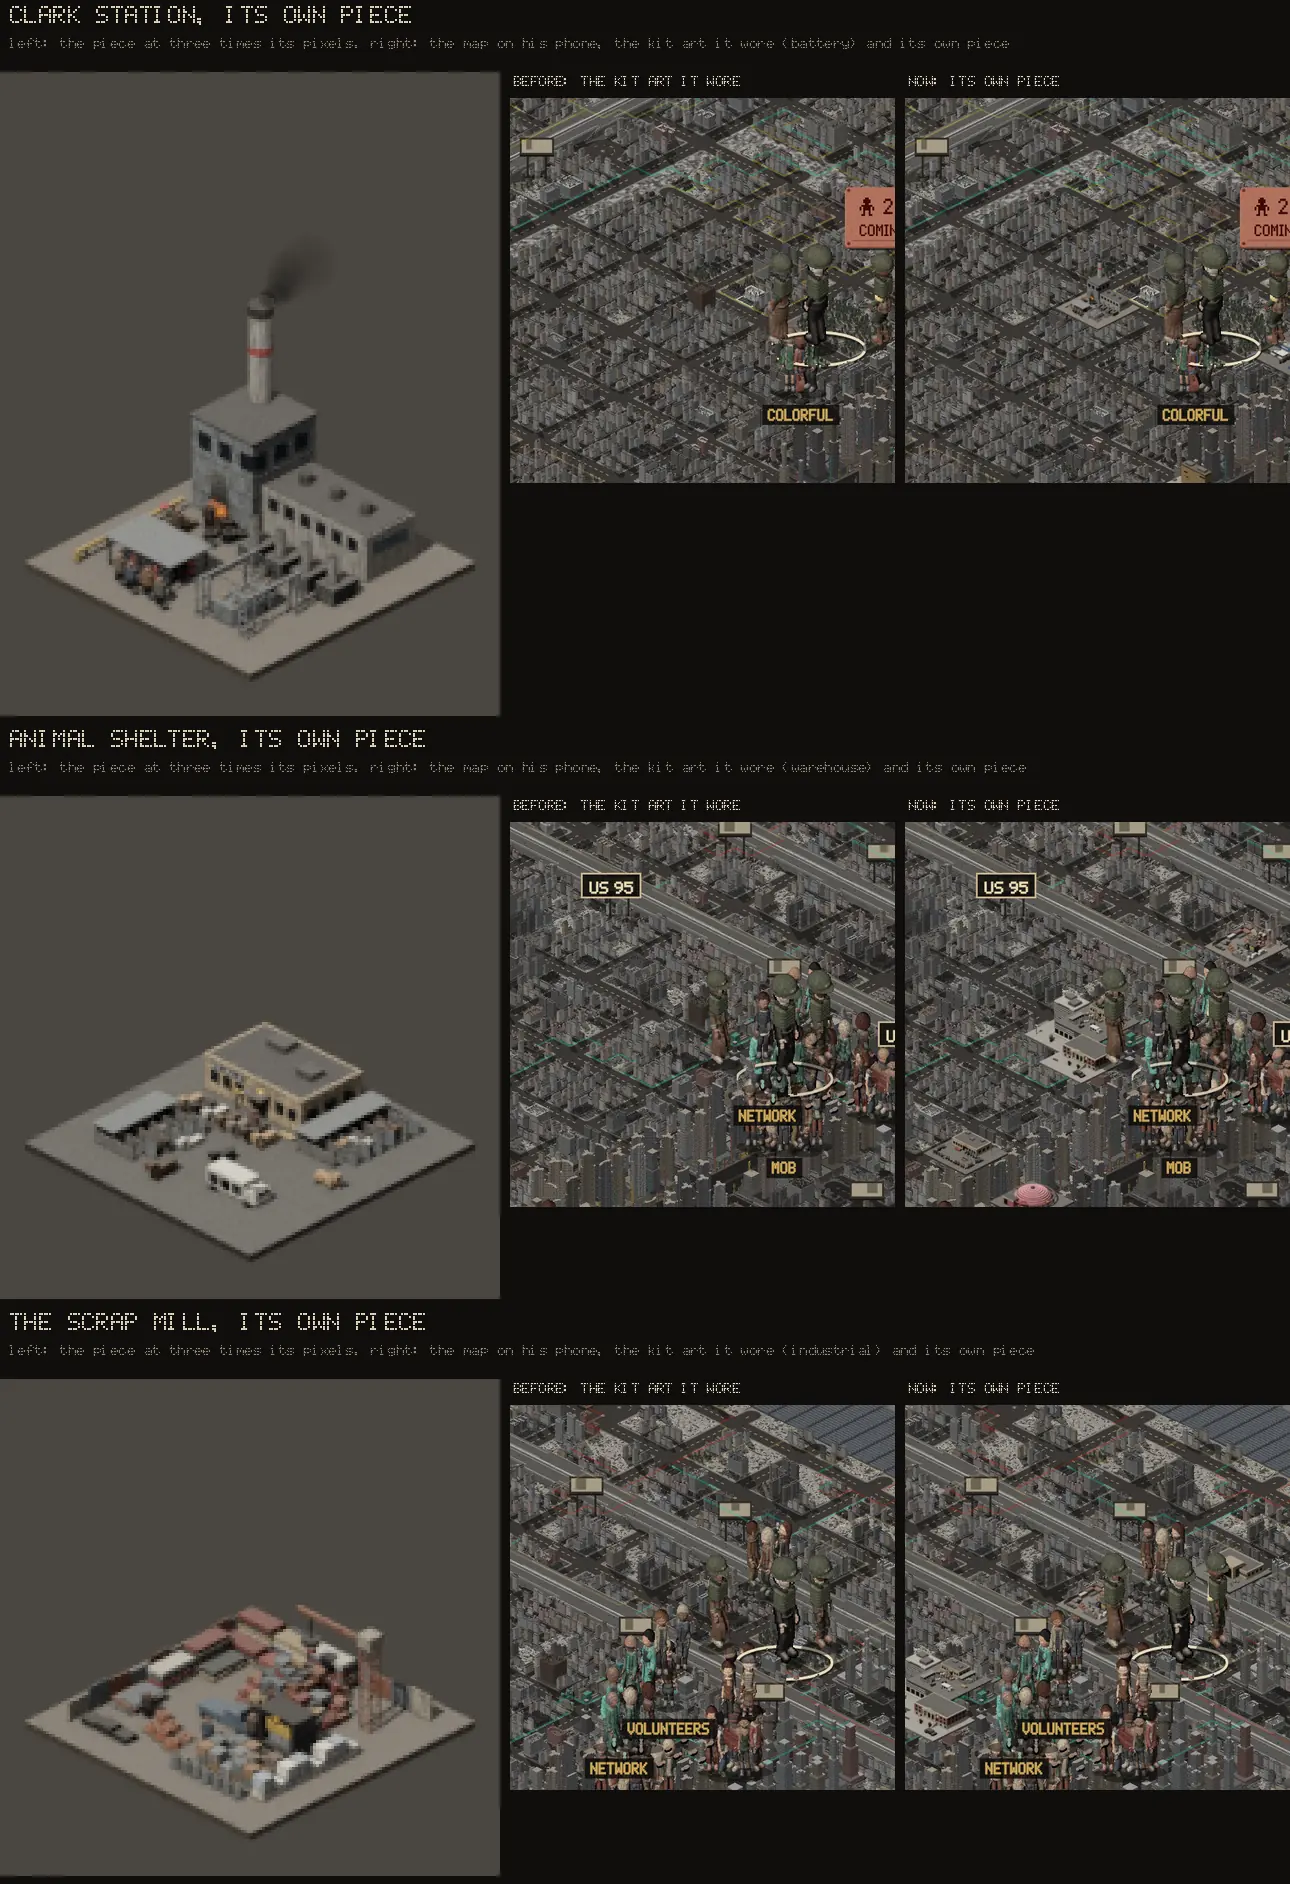 CLARK STATION, ITS OWN PIECE
left: the piece at three times its pixels. right: the map on his phone, the kit art it wore (battery) and its own piece
BEFORE: THE KIT ART IT WORE
NOW: ITS OWN PIECE
2
COMIN
COLORFUL
2
COMIN
COLORFUL
ANIMAL SHELTER, ITS OWN PIECE
left: the piece at three times its pixels. right: the map on his phone, the kit art it wore (warehouse) and its own piece
BEFORE: THE KIT ART IT WORE
NOW: ITS OWN PIECE
US 95
U
NETWORK
MOB
US 95
U
NETWORK
MOB
THE SCRAP MILL, ITS OWN PIECE
left: the piece at three times its pixels. right: the map on his phone, the kit art it wore (industrial) and its own piece
BEFORE: THE KIT ART IT WORE
NOW: ITS OWN PIECE
VOLUNTEERS
NETWORK
VOLUNTEERS
NETWORK